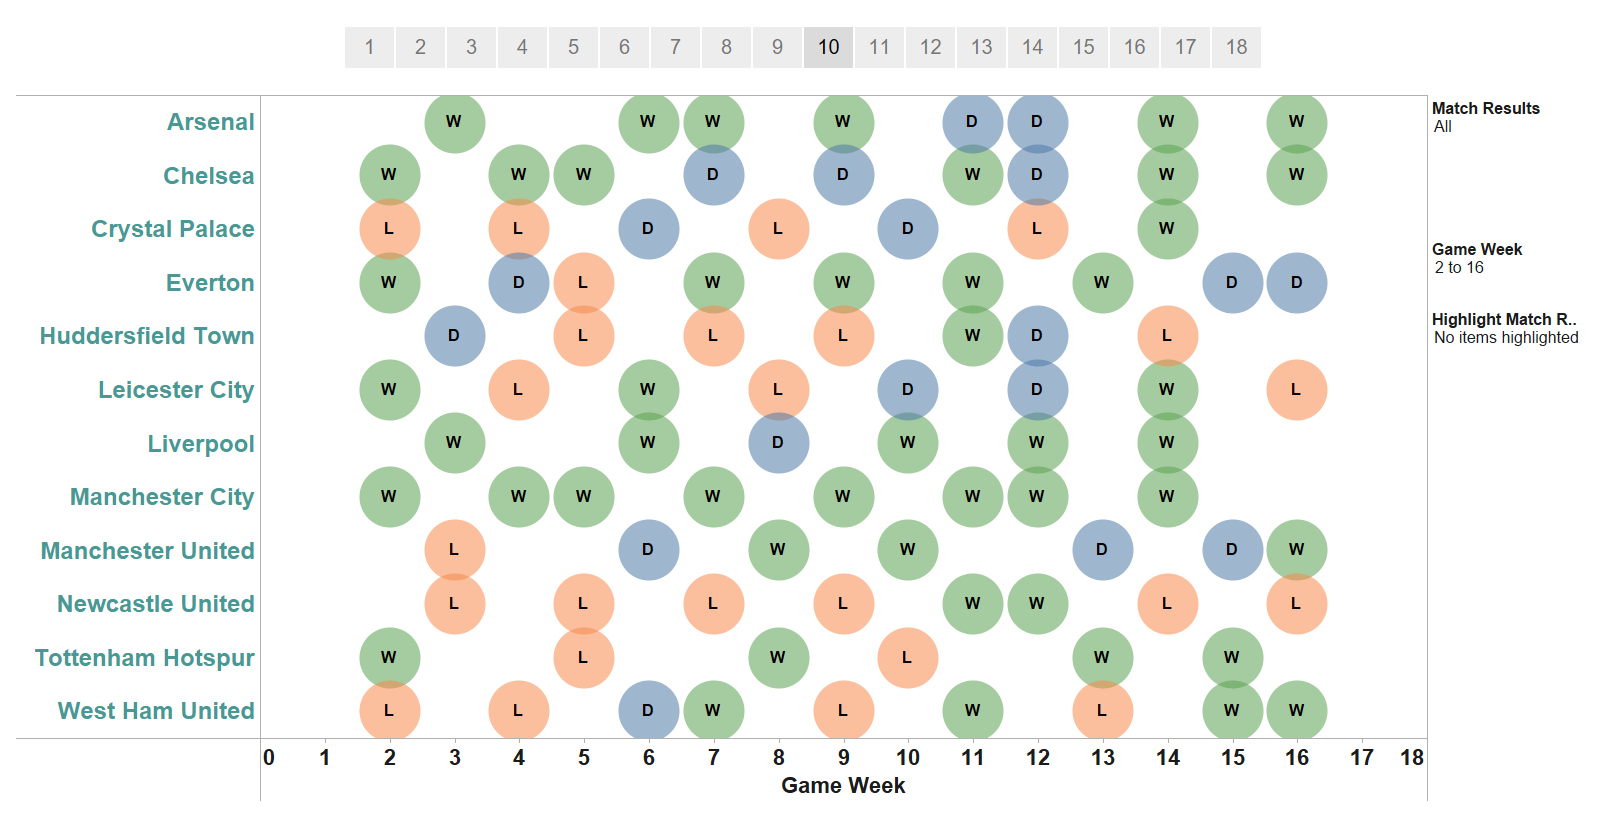 1 2 3 4 5 6 7 8 9 10 11 12 13 14 15 16 17 18
Arsenal W W W W D D W W
Chelsea W W W D D W D W W
Crystal Palace L L D L D L W
Everton W D L W W W W D D
Huddersfield Town D L L L W D L
Leicester City W L W L D D W L
Liverpool W W D W W W
Manchester City W W W W W W W W
Manchester United L D W W D D W
Newcastle United L L L L W W L L
Tottenham Hotspur W L W L W W
West Ham United L L D W L W L W W
0 1 2 3 4 5 6 7 8 9 10 11 12 13 14 15 16 17 18
Game Week
Match Results
All
Game Week
2 to 16
Highlight Match R..
No items highlighted